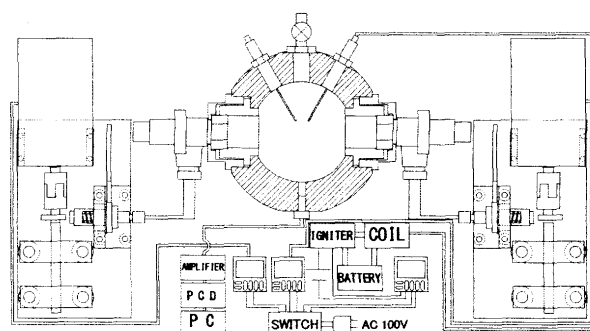 IGNITER
COIL
AMPLIFIER
BATTERY
PCD
PC
SWITCH
AC 100V